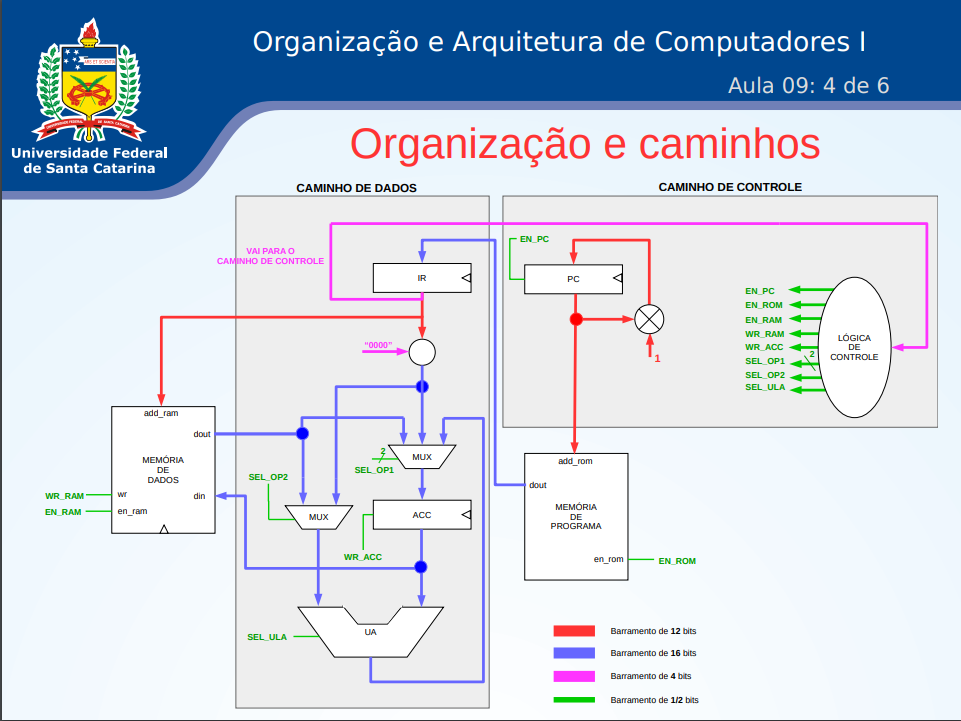 Organização e Arquitetura de Computadores I
Aula 09: 4 de 6
Universidade Federal
de Santa Catarina
Organização e caminhos
CAMINHO DE DADOS
CAMINHO DE CONTROLE
VAI PARA O
CAMINHO DE CONTROLE
IR
"0000"
EN_PC
PC
1
EN_PC
EN_ROM
EN_RAM
WR_RAM
WR_ACC
SEL_OP1
SEL_OP2
SEL_ULA
2
LÓGICA
DE
CONTROLE
add_ram
dout
MEMÓRIA
DE
DADOS
wr
din
en_ram
WR_RAM
EN_RAM
2
SEL_OP1
MUX
SEL_OP2
MUX
ACC
WR_ACC
SEL_ULA
UA
add_rom
dout
MEMÓRIA
DE
PROGRAMA
en_rom
EN_ROM
Barramento de 12 bits
Barramento de 16 bits
Barramento de 4 bits
Barramento de 1/2 bits